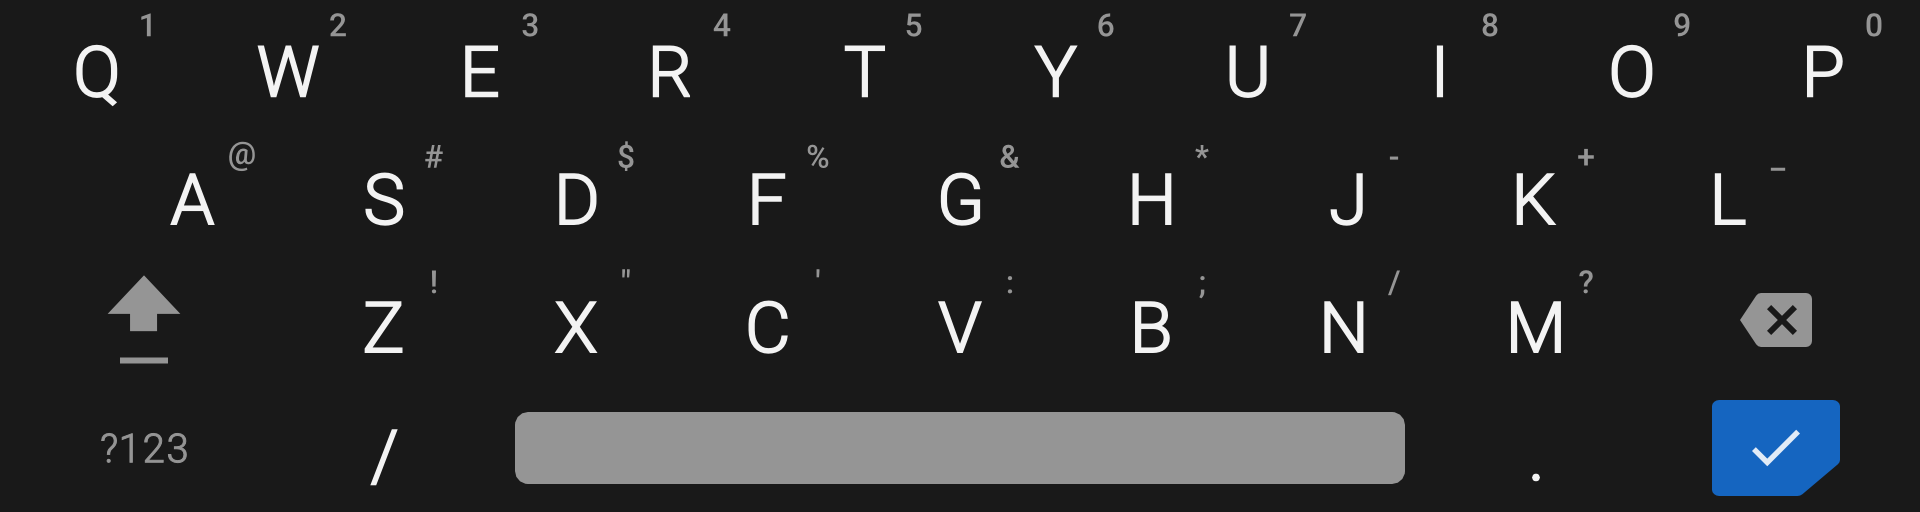 1 2 3 4 5 6 7 8 9 0
Q W E R T Y U I O P
@ # $ % & * - + _
A S D F G H J K L
! " ' : ; / ?
Z X C V B N M
?123 / .